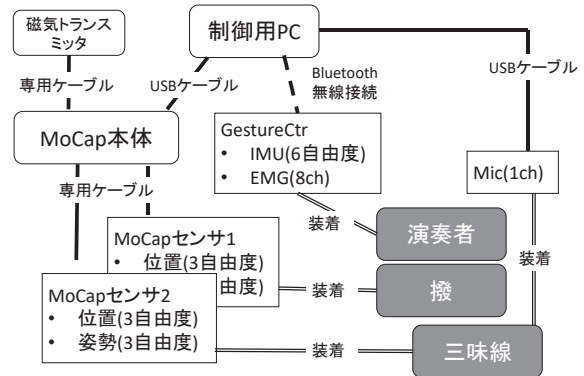 磁気トランス
ミッタ
制御用PC
専用ケーブル
USBケーブル
Bluetooth
無線接続
USBケーブル
MoCap本体
GestureCtr
• IMU(6自由度)
• EMG(8ch)
Mic(1ch)
専用ケーブル
装着
演奏者
装着
MoCapセンサ1
• 位置(3自由度)
由度)
装着
撥
MoCapセンサ2
• 位置(3自由度)
• 姿勢(3自由度)
装着
三味線